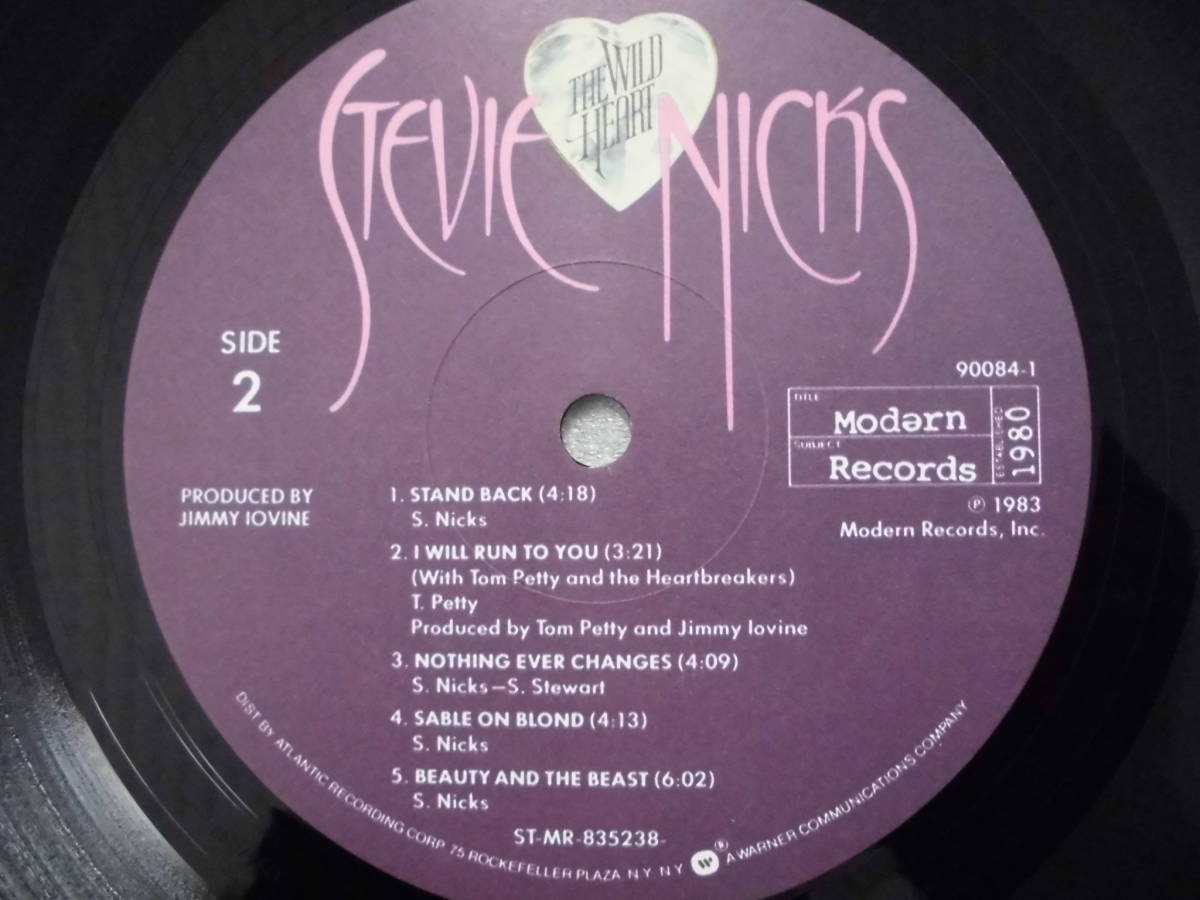 THE WILD
HEART
STEVIE NICKS
SIDE
2
90084-1
TITLE
Modərn
SUBJECT
Records
ESTABLISHED
1980
℗ 1983
Modern Records, Inc.
PRODUCED BY
JIMMY IOVINE
1. STAND BACK (4:18)
S. Nicks
2. I WILL RUN TO YOU (3:21)
(With Tom Petty and the Heartbreakers)
T. Petty
Produced by Tom Petty and Jimmy Iovine
3. NOTHING EVER CHANGES (4:09)
S. Nicks—S. Stewart
4. SABLE ON BLOND (4:13)
S. Nicks
5. BEAUTY AND THE BEAST (6:02)
S. Nicks
ST-MR-835238-
DIST BY ATLANTIC RECORDING CORP 75 ROCKEFELLER PLAZA N Y N Y W ® A WARNER COMMUNICATIONS COMPANY